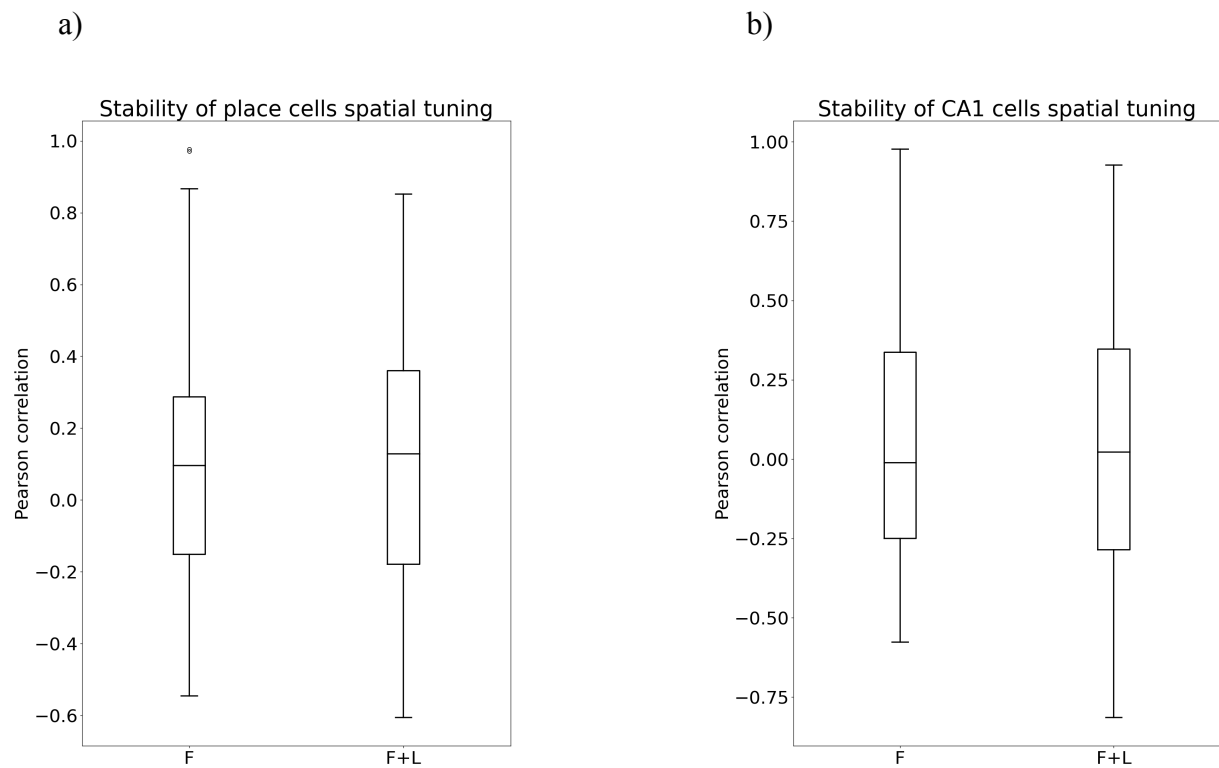 a)
Stability of place cells spatial tuning
Pearson correlation
1.0
0.8
0.6
0.4
0.2
0.0
−0.2
−0.4
−0.6
F F+L
b)
Stability of CA1 cells spatial tuning
Pearson correlation
1.00
0.75
0.50
0.25
0.00
−0.25
−0.50
−0.75
F F+L